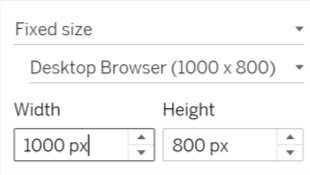 Fixed size
Desktop Browser (1000 x 800)
Width Height
1000 px 800 px